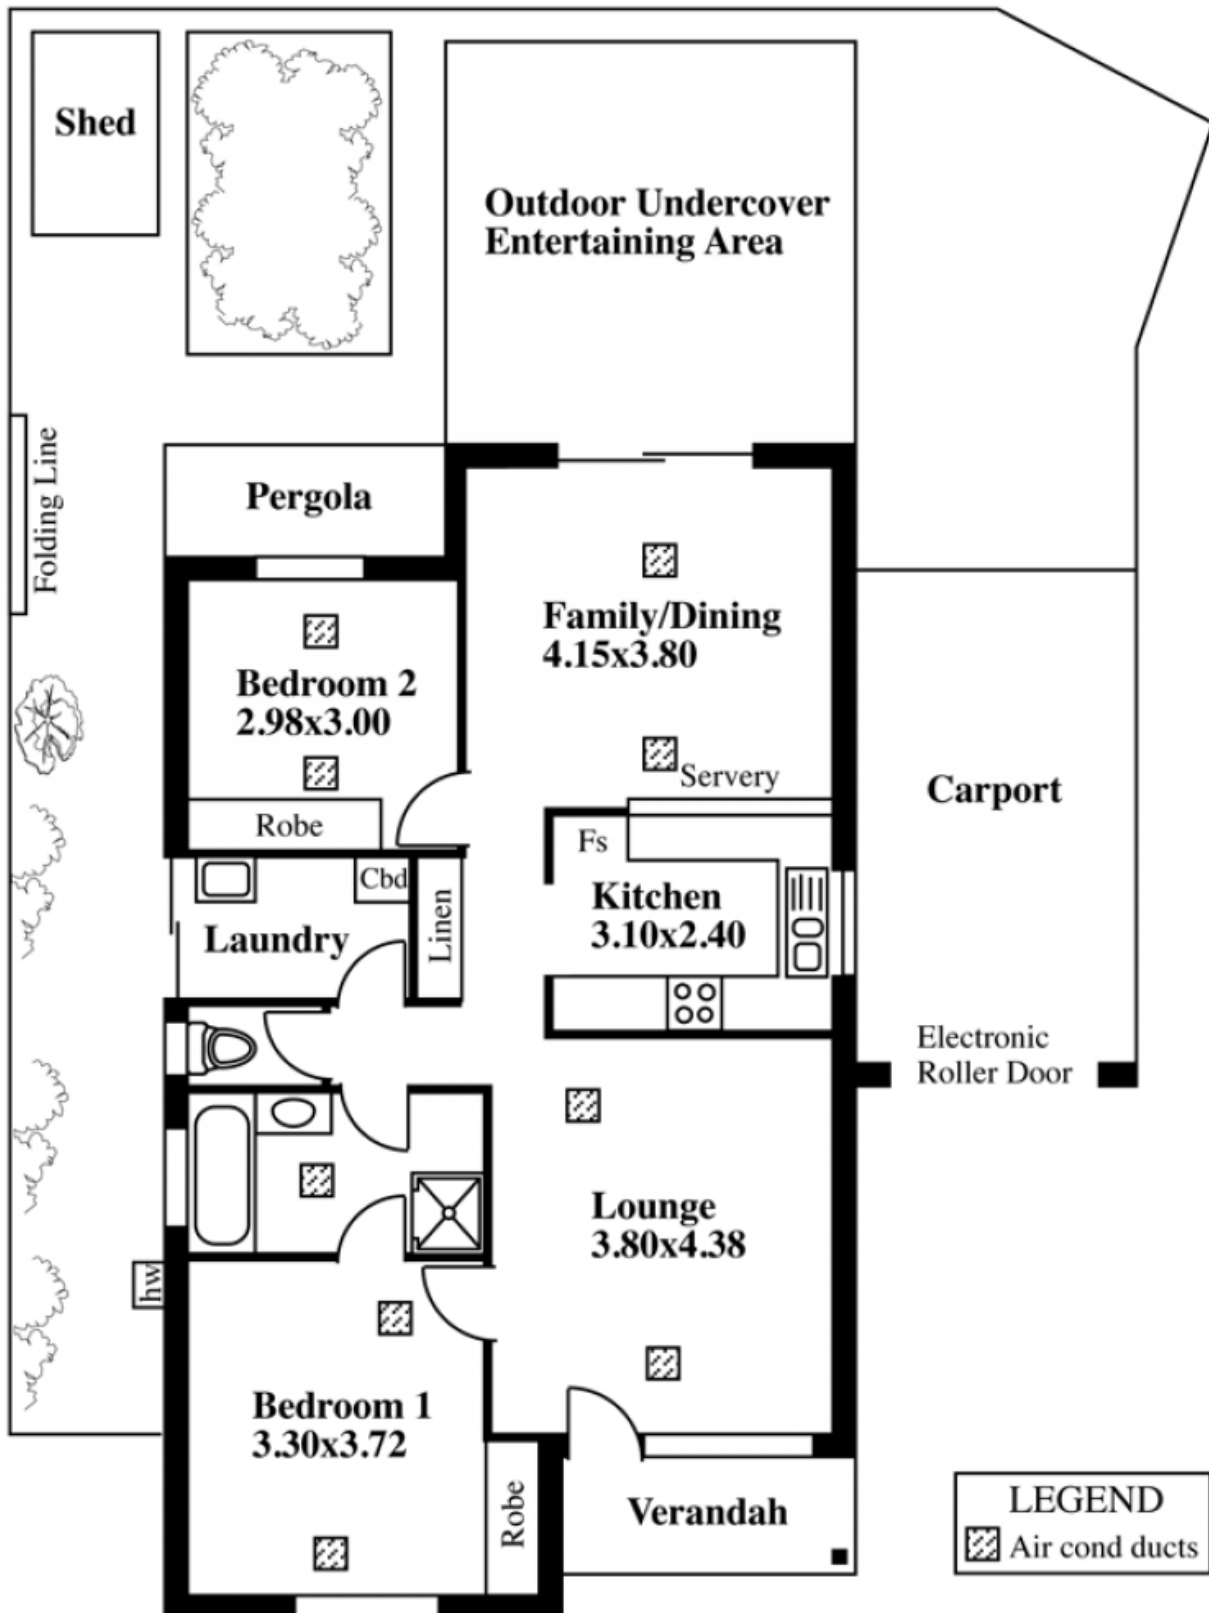 Shed
Outdoor Undercover
Entertaining Area
Folding Line
Pergola
Family/Dining
4.15x3.80
Bedroom 2
2.98x3.00
Servery
Carport
Robe
Fs
Cbd
Linen
Kitchen
3.10x2.40
Laundry
Electronic
Roller Door
Lounge
3.80x4.38
hw
Bedroom 1
3.30x3.72
Robe
Verandah
LEGEND
Air cond ducts